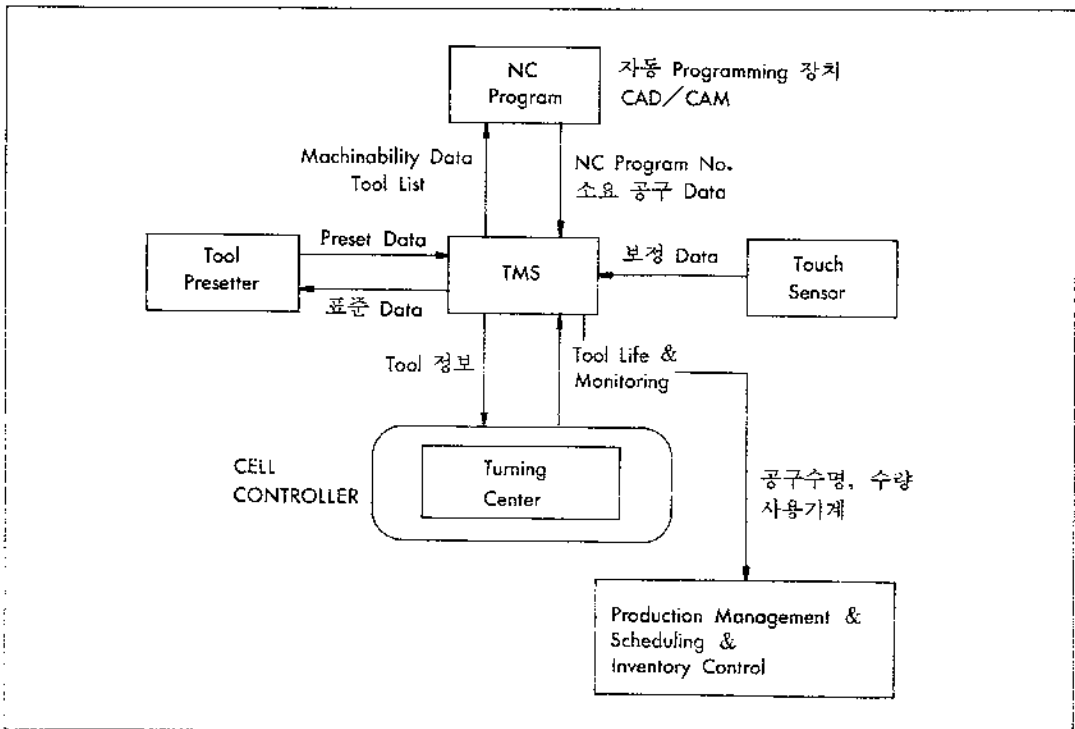 NC
Program
자동 Programming 장치
CAD/CAM
Machinability Data
Tool List
NC Program No.
소요 공구 Data
Tool
Presetter
Preset Data
표준 Data
TMS
보정 Data
Touch
Sensor
Tool 정보
Tool Life &
Monitoring
CELL
CONTROLLER
Turning
Center
공구수명, 수량
사용기계
Production Management &
Scheduling &
Inventory Control